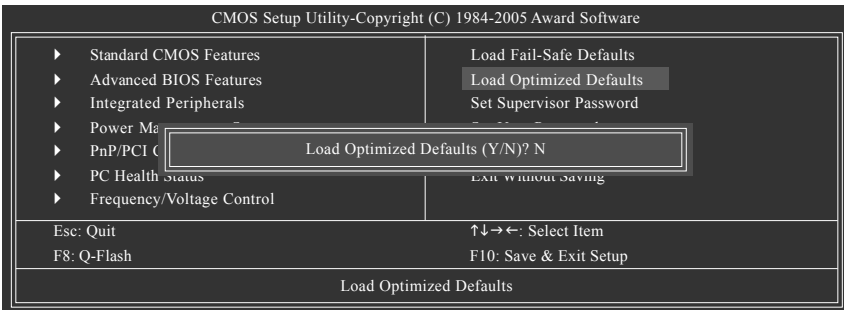 CMOS Setup Utility-Copyright (C) 1984-2005 Award Software
Standard CMOS Features
Advanced BIOS Features
Integrated Peripherals
Power Ma
PnP/PCI
PC Health Status
Frequency/Voltage Control
Load Fail-Safe Defaults
Load Optimized Defaults
Set Supervisor Password
Load Optimized Defaults (Y/N)? N
Exit Without Saving
Esc: Quit
↑↓→←: Select Item
F8: Q-Flash
F10: Save & Exit Setup
Load Optimized Defaults